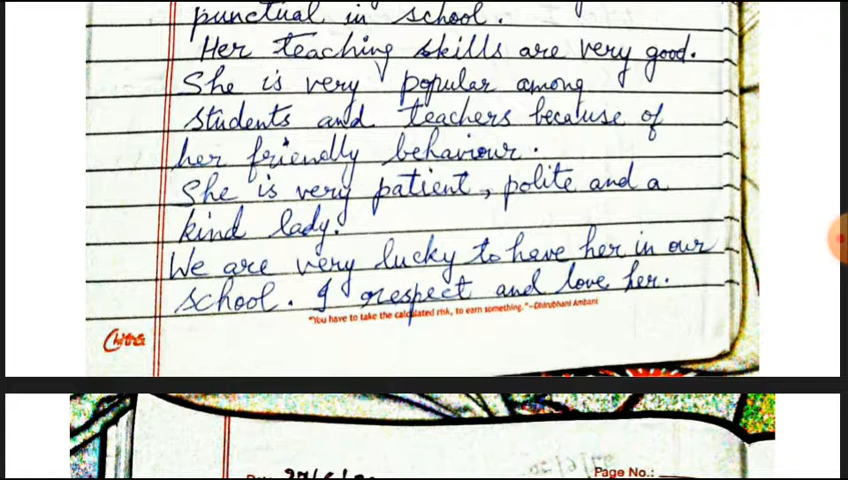 punctual in school.
Her teaching skills are very good.
She is very popular among
students and teachers because of
her friendly behaviour.
She is very patient, polite and a
kind lady.
We are very lucky to have her in our
school. I respect and love her.
"You have to take the calculated risk, to earn something." –Dhirubhani Ambani
Chitra
Page No.: